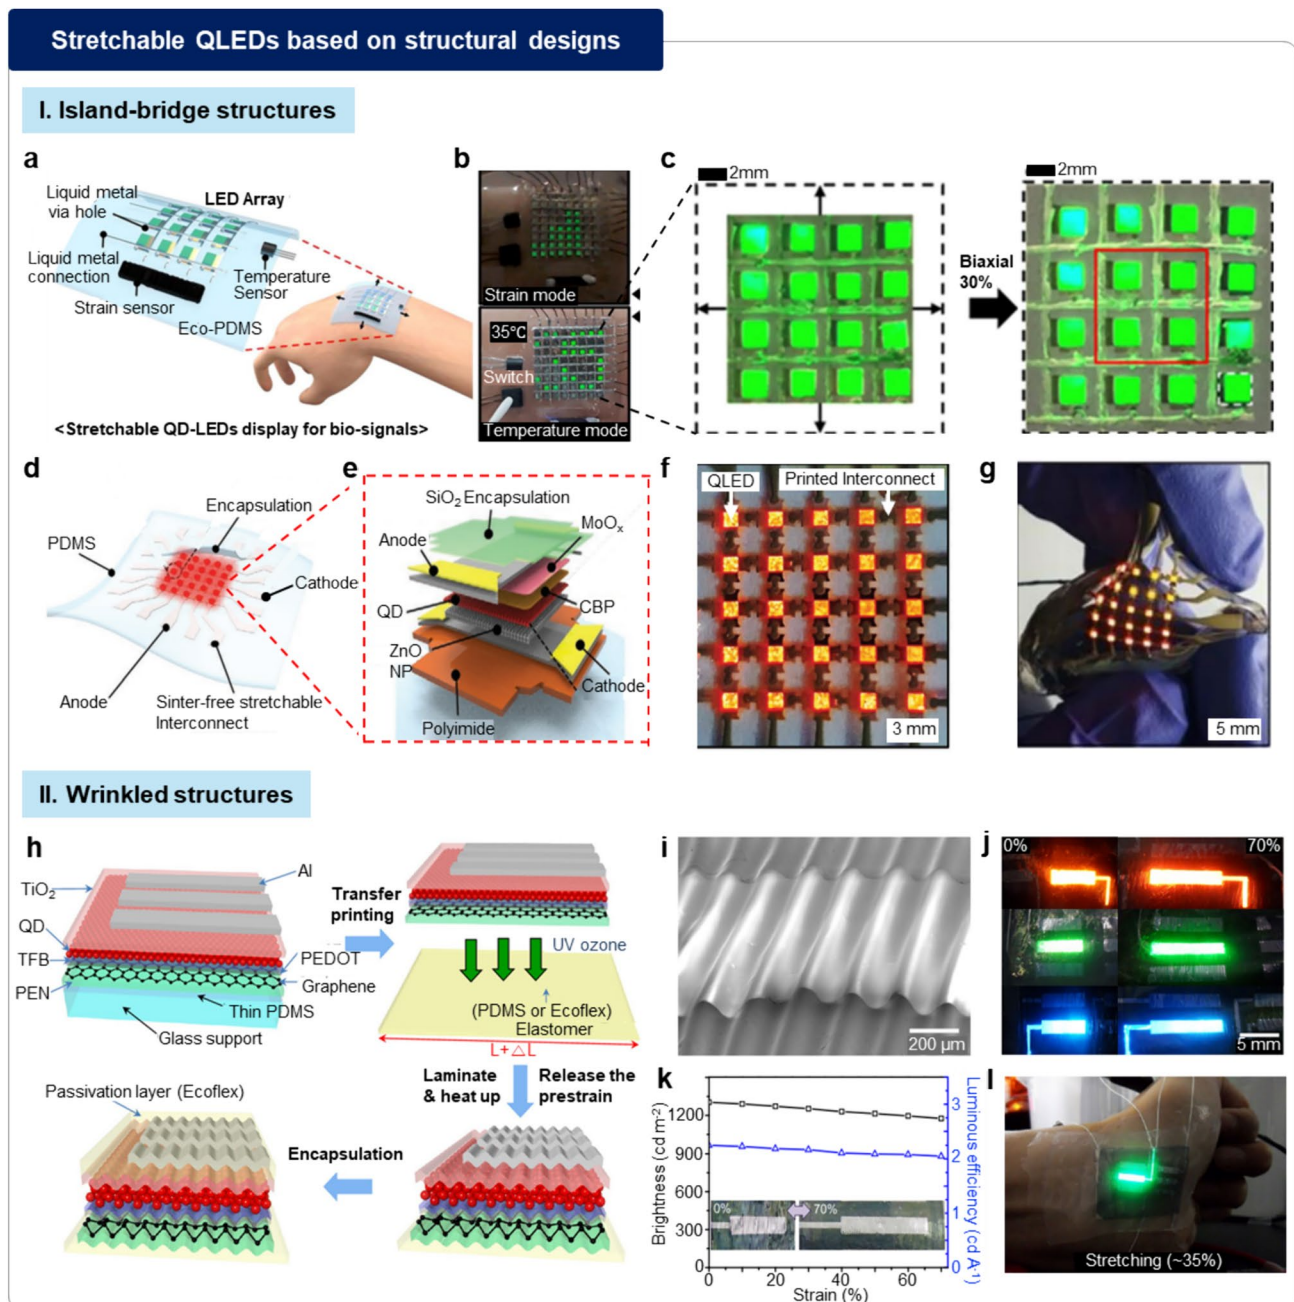 Stretchable QLEDs based on structural designs
I. Island-bridge structures
a
Liquid metal
via hole
LED Array
Liquid metal
connection
Strain sensor
Temperature
Sensor
Eco-PDMS
<Stretchable QD-LEDs display for bio-signals>
b
Strain mode
35℃
Switch
Temperature mode
c
2mm
Biaxial
30%
2mm
d
Encapsulation
PDMS
Cathode
Anode
Sinter-free stretchable
Interconnect
e
SiO₂ Encapsulation
MoOₓ
Anode
QD
CBP
ZnO
NP
Cathode
Polyimide
f
QLED
Printed Interconnect
3 mm
g
5 mm
II. Wrinkled structures
h
Al
TiO₂
QD
TFB
PEN
PEDOT
Graphene
Thin PDMS
Glass support
Transfer
printing
UV ozone
(PDMS or Ecoflex)
Elastomer
L+△L
Laminate
& heat up
Release the
prestrain
Passivation layer (Ecoflex)
Encapsulation
i
200 μm
j
0%
70%
5 mm
k
Brightness (cd m⁻²)
1200
900
600
300
0
0%
70%
0
20
40
60
Strain (%)
3
2
1
0
Luminous efficiency (cd A⁻¹)
l
Stretching (~35%)